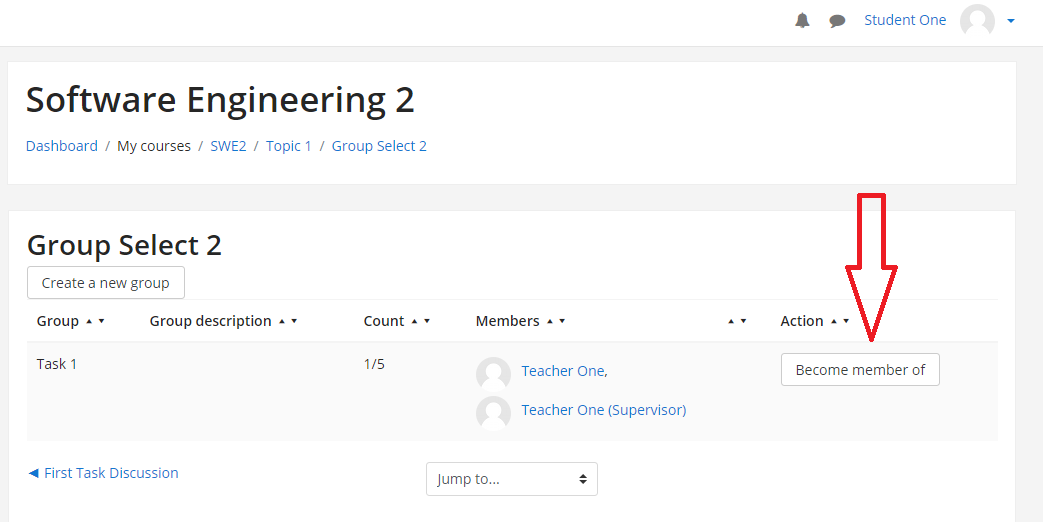 Student One
Software Engineering 2
Dashboard / My courses / SWE2 / Topic 1 / Group Select 2
Group Select 2
Create a new group
Group ▲ ▼ Group description ▲ ▼ Count ▲ ▼ Members ▲ ▼ ▲ ▼ Action ▲ ▼
Task 1 1/5 Teacher One, Become member of
Teacher One (Supervisor)
◄ First Task Discussion Jump to...